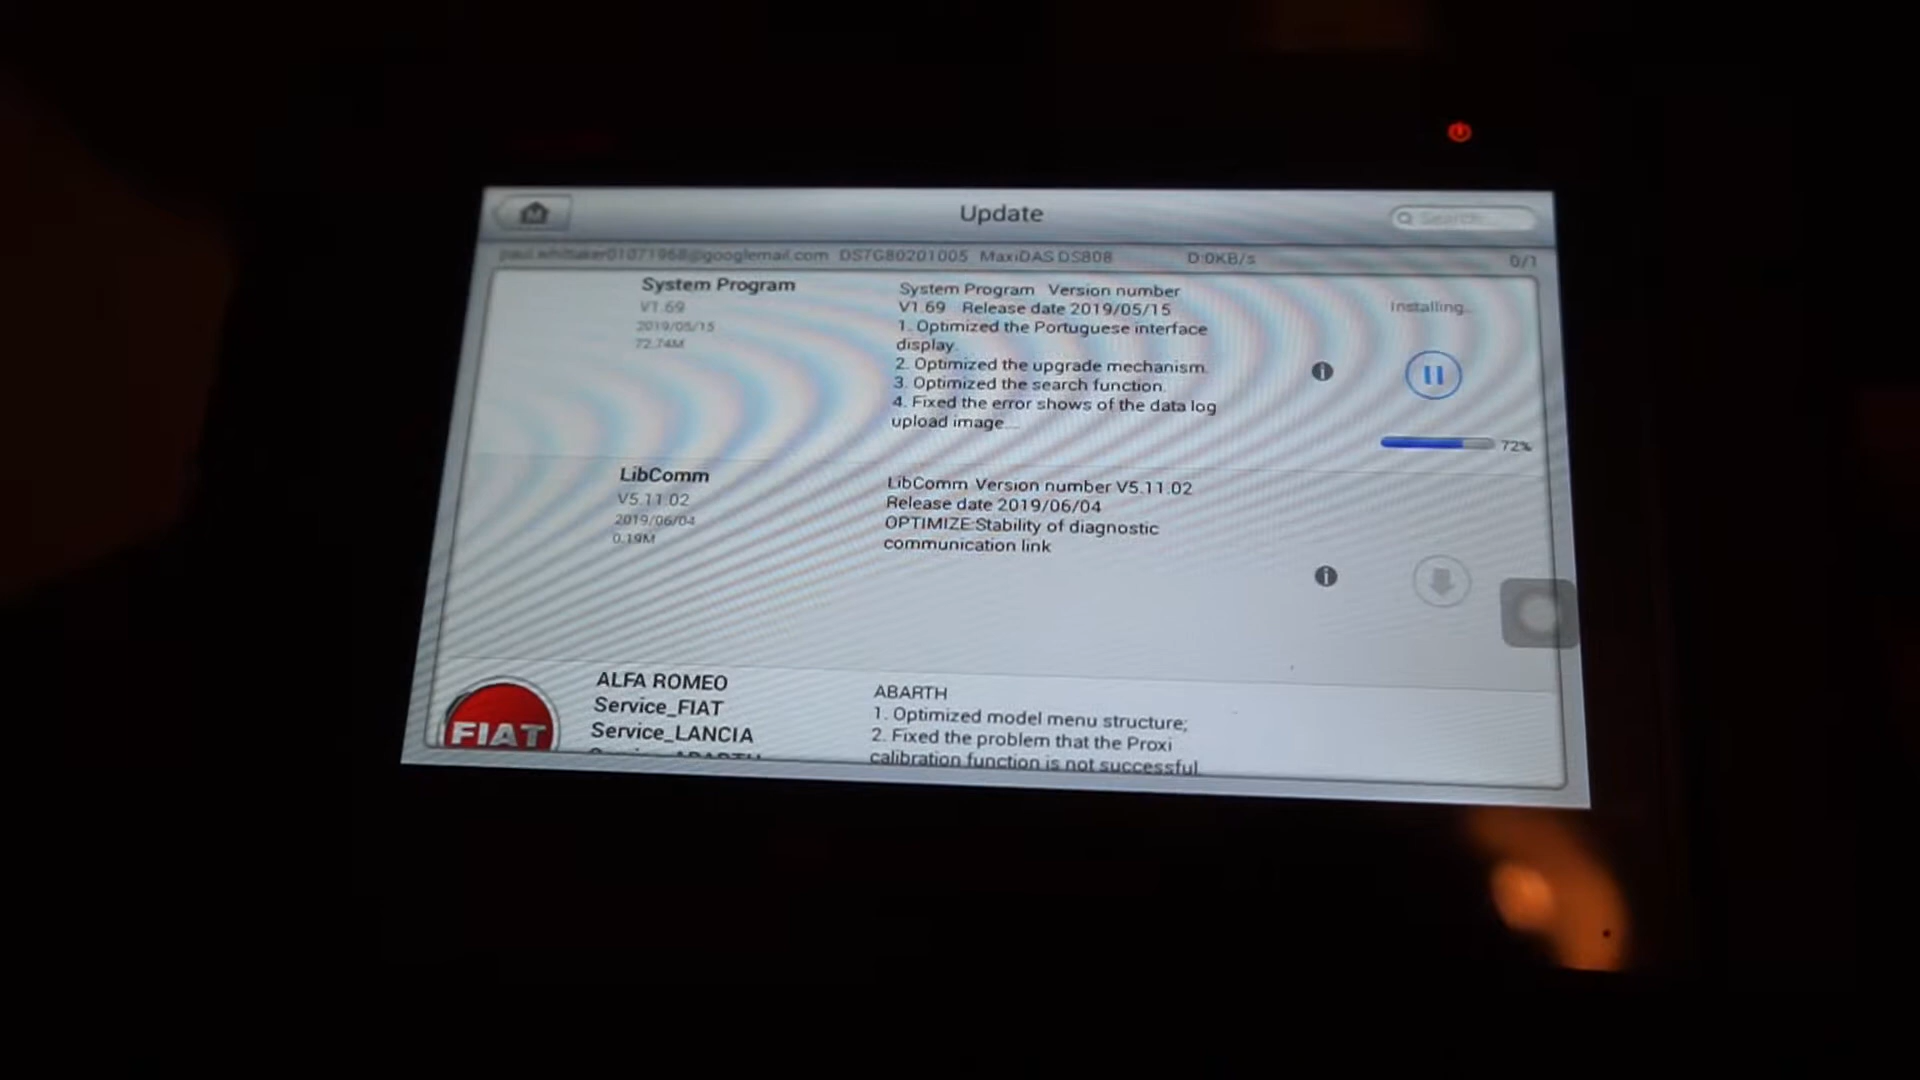 Update
Search...
paul.whittaker01071968@googlemail.com DS7G80201005 MaxiDAS DS808 D:0KB/s 0/1
System Program
V1.69
2019/05/15
72.74M
System Program Version number
V1.69 Release date 2019/05/15
1. Optimized the Portuguese interface
display.
2. Optimized the upgrade mechanism.
3. Optimized the search function.
4. Fixed the error shows of the data log
upload image...
Installing...
72%
LibComm
V5.11.02
2019/06/04
0.19M
LibComm Version number V5.11.02
Release date 2019/06/04
OPTIMIZE:Stability of diagnostic
communication link
FIAT
ALFA ROMEO
Service_FIAT
Service_LANCIA
ABARTH
1. Optimized model menu structure;
2. Fixed the problem that the Proxi
calibration function is not successful